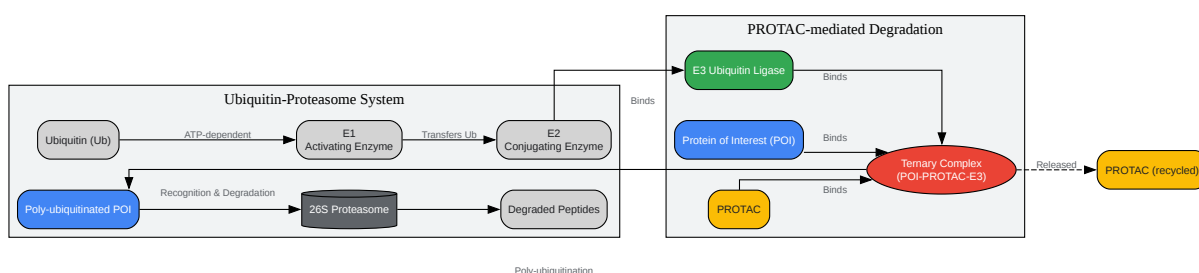 PROTAC-mediated Degradation
E3 Ubiquitin Ligase
Binds
Binds
Ubiquitin-Proteasome System
Ubiquitin (Ub)
ATP-dependent
E1
Activating Enzyme
Transfers Ub
E2
Conjugating Enzyme
Protein of Interest (POI)
Binds
Ternary Complex
(POI-PROTAC-E3)
Released
PROTAC (recycled)
Poly-ubiquitinated POI
Recognition & Degradation
26S Proteasome
Degraded Peptides
PROTAC
Binds
Poly-ubiquitination